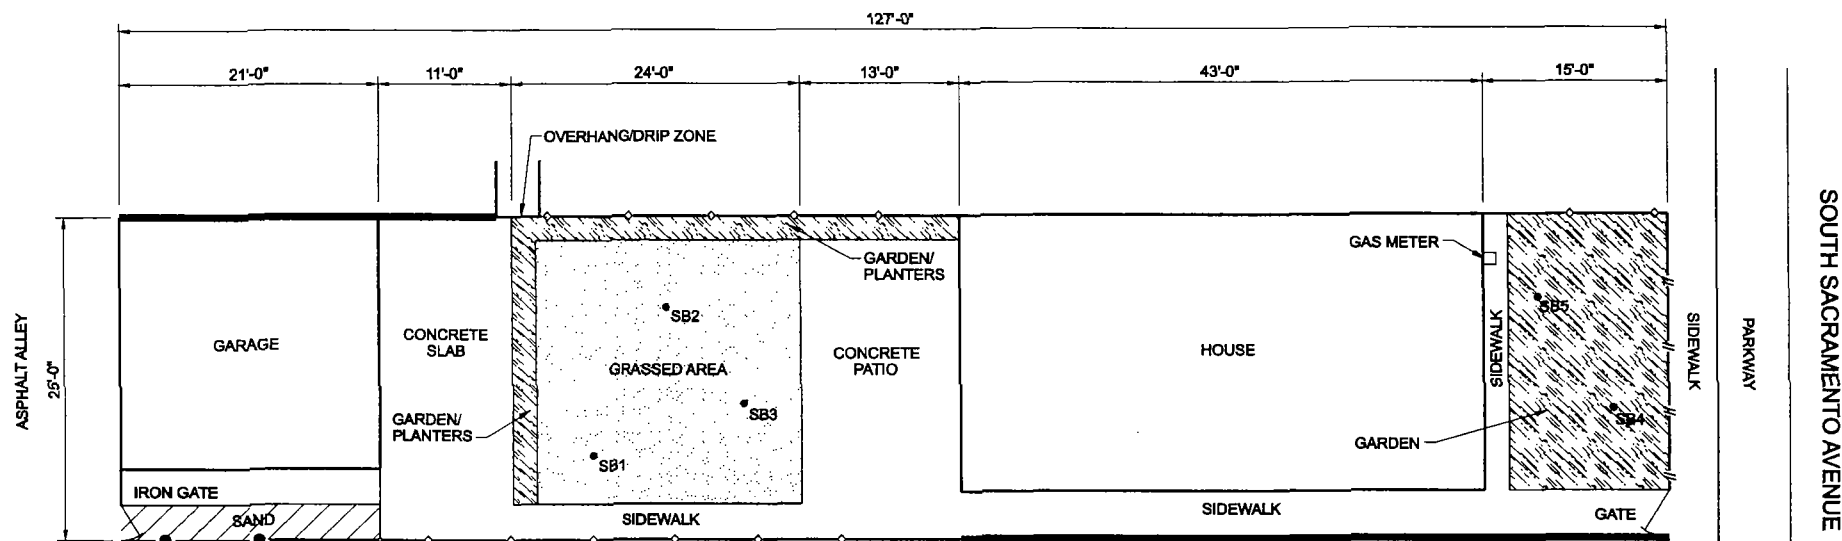 127'-0"
21'-0"
11'-0"
24'-0"
13'-0"
43'-0"
15'-0"
OVERHANG/DRIP ZONE
GARDEN/
PLANTERS
GAS METER
ASPHALT ALLEY
25'-0"
GARAGE
CONCRETE
SLAB
SB2
GRASSED AREA
SB3
SB1
GARDEN/
PLANTERS
CONCRETE
PATIO
HOUSE
SIDEWALK
SB5
SB4
GARDEN
SIDEWALK
PARKWAY
SOUTH SACRAMENTO AVENUE
IRON GATE
SAND
SIDEWALK
SIDEWALK
GATE